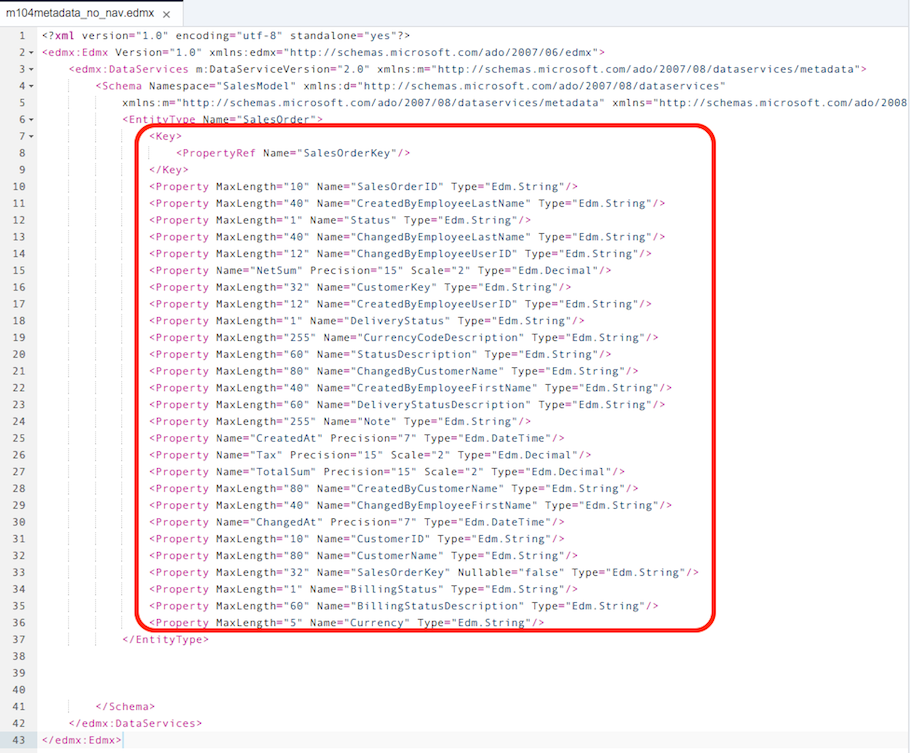 m104metadata_no_nav.edmx ×
1 <?xml version="1.0" encoding="utf-8" standalone="yes"?>
2 <edmx:Edmx Version="1.0" xmlns:edmx="http://schemas.microsoft.com/ado/2007/06/edmx">
3 <edmx:DataServices m:DataServiceVersion="2.0" xmlns:m="http://schemas.microsoft.com/ado/2007/08/dataservices/metadata">
4 <Schema Namespace="SalesModel" xmlns:d="http://schemas.microsoft.com/ado/2007/08/dataservices"
5 xmlns:m="http://schemas.microsoft.com/ado/2007/08/dataservices/metadata" xmlns="http://schemas.microsoft.com/ado/2008
6 <EntityType Name="SalesOrder">
7 <Key>
8 <PropertyRef Name="SalesOrderKey"/>
9 </Key>
10 <Property MaxLength="10" Name="SalesOrderID" Type="Edm.String"/>
11 <Property MaxLength="40" Name="CreatedByEmployeeLastName" Type="Edm.String"/>
12 <Property MaxLength="1" Name="Status" Type="Edm.String"/>
13 <Property MaxLength="40" Name="ChangedByEmployeeLastName" Type="Edm.String"/>
14 <Property MaxLength="12" Name="ChangedByEmployeeUserID" Type="Edm.String"/>
15 <Property Name="NetSum" Precision="15" Scale="2" Type="Edm.Decimal"/>
16 <Property MaxLength="32" Name="CustomerKey" Type="Edm.String"/>
17 <Property MaxLength="12" Name="CreatedByEmployeeUserID" Type="Edm.String"/>
18 <Property MaxLength="1" Name="DeliveryStatus" Type="Edm.String"/>
19 <Property MaxLength="255" Name="CurrencyCodeDescription" Type="Edm.String"/>
20 <Property MaxLength="60" Name="StatusDescription" Type="Edm.String"/>
21 <Property MaxLength="80" Name="ChangedByCustomerName" Type="Edm.String"/>
22 <Property MaxLength="40" Name="CreatedByEmployeeFirstName" Type="Edm.String"/>
23 <Property MaxLength="60" Name="DeliveryStatusDescription" Type="Edm.String"/>
24 <Property MaxLength="255" Name="Note" Type="Edm.String"/>
25 <Property Name="CreatedAt" Precision="7" Type="Edm.DateTime"/>
26 <Property Name="Tax" Precision="15" Scale="2" Type="Edm.Decimal"/>
27 <Property Name="TotalSum" Precision="15" Scale="2" Type="Edm.Decimal"/>
28 <Property MaxLength="80" Name="CreatedByCustomerName" Type="Edm.String"/>
29 <Property MaxLength="40" Name="ChangedByEmployeeFirstName" Type="Edm.String"/>
30 <Property Name="ChangedAt" Precision="7" Type="Edm.DateTime"/>
31 <Property MaxLength="10" Name="CustomerID" Type="Edm.String"/>
32 <Property MaxLength="80" Name="CustomerName" Type="Edm.String"/>
33 <Property MaxLength="32" Name="SalesOrderKey" Nullable="false" Type="Edm.String"/>
34 <Property MaxLength="1" Name="BillingStatus" Type="Edm.String"/>
35 <Property MaxLength="60" Name="BillingStatusDescription" Type="Edm.String"/>
36 <Property MaxLength="5" Name="Currency" Type="Edm.String"/>
37 </EntityType>
38
39
40
41 </Schema>
42 </edmx:DataServices>
43 </edmx:Edmx>